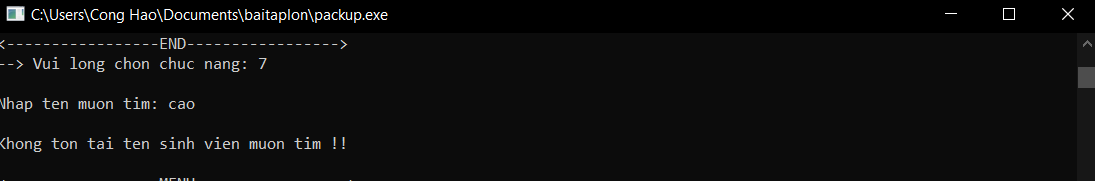 C:\Users\Cong Hao\Documents\baitaplon\packup.exe
<-----------------END----------------->
--> Vui long chon chuc nang: 7
Nhap ten muon tim: cao
Khong ton tai ten sinh vien muon tim !!
MENU